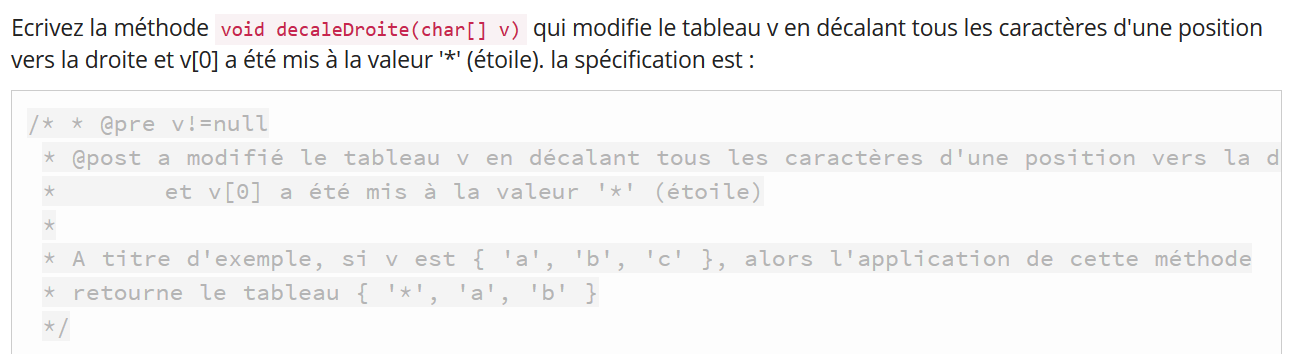 Ecrivez la méthode void decaleDroite(char[] v) qui modifie le tableau v en décalant tous les caractères d'une position
vers la droite et v[0] a été mis à la valeur '*' (étoile). la spécification est :
/* * @pre v!=null
* @post a modifié le tableau v en décalant tous les caractères d'une position vers la d
* et v[0] a été mis à la valeur '*' (étoile)
*
* A titre d'exemple, si v est { 'a', 'b', 'c' }, alors l'application de cette méthode
* retourne le tableau { '*', 'a', 'b' }
*/